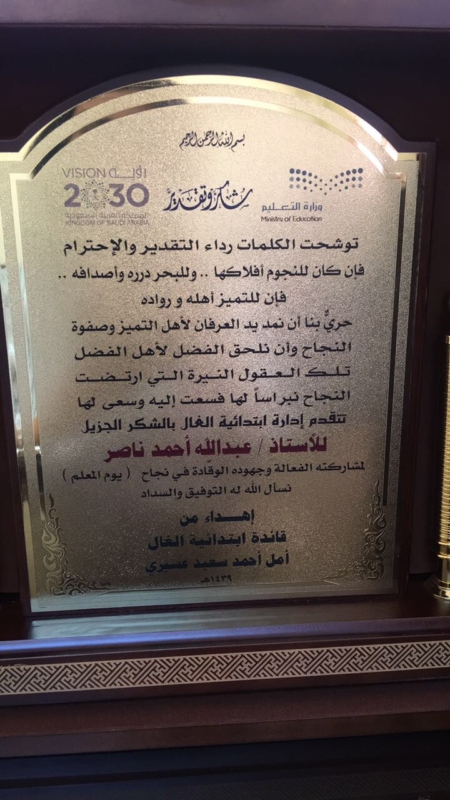 بسم الله الرحمن الرحيم
VISION رؤية
2030
المملكة العربية السعودية
KINGDOM OF SAUDI ARABIA
شكر وتقدير
وزارة التعليم
Ministry of Education
توشحت الكلمات رداء التقدير والإحترام
فإن كان للنجوم أفلاكها .. وللبحر درره وأصدافه ..
فإن للتميز أهله و رواده
حريٌّ بنا أن نمد يد العرفان لأهل التميز وصفوة
النجاح وأن نلحق الفضل لأهل الفضل
تلك العقول النيرة التي ارتضت
النجاح نبراساً لها فسعت إليه وسعى لها
تتقدم إدارة ابتدائية الغال بالشكر الجزيل
للأستاذ / عبدالله أحمد ناصر
لمشاركته الفعالة وجهوده الوقادة في نجاح ( يوم المعلم )
نسأل الله له التوفيق والسداد
إهداء من
قائدة ابتدائية الغال
أمل أحمد سعيد عسيري
١٤٣٩هـ